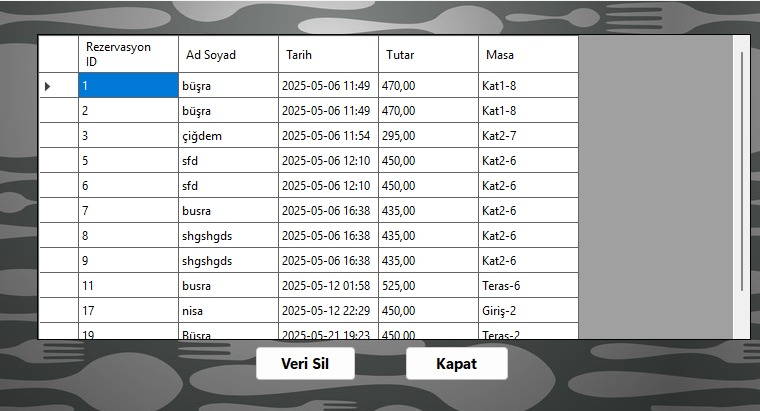 Rezervasyon ID Ad Soyad Tarih Tutar Masa
1 büşra 2025-05-06 11:49 470,00 Kat1-8
2 büşra 2025-05-06 11:49 470,00 Kat1-8
3 çiğdem 2025-05-06 11:54 295,00 Kat2-7
5 sfd 2025-05-06 12:10 450,00 Kat2-6
6 sfd 2025-05-06 12:10 450,00 Kat2-6
7 busra 2025-05-06 16:38 435,00 Kat2-6
8 shgshgds 2025-05-06 16:38 435,00 Kat2-6
9 shgshgds 2025-05-06 16:38 435,00 Kat2-6
11 busra 2025-05-12 01:58 525,00 Teras-6
17 nisa 2025-05-12 22:29 450,00 Giriş-2
19 Büşra 2025-05-21 19:23 450,00 Teras-2
Veri Sil Kapat